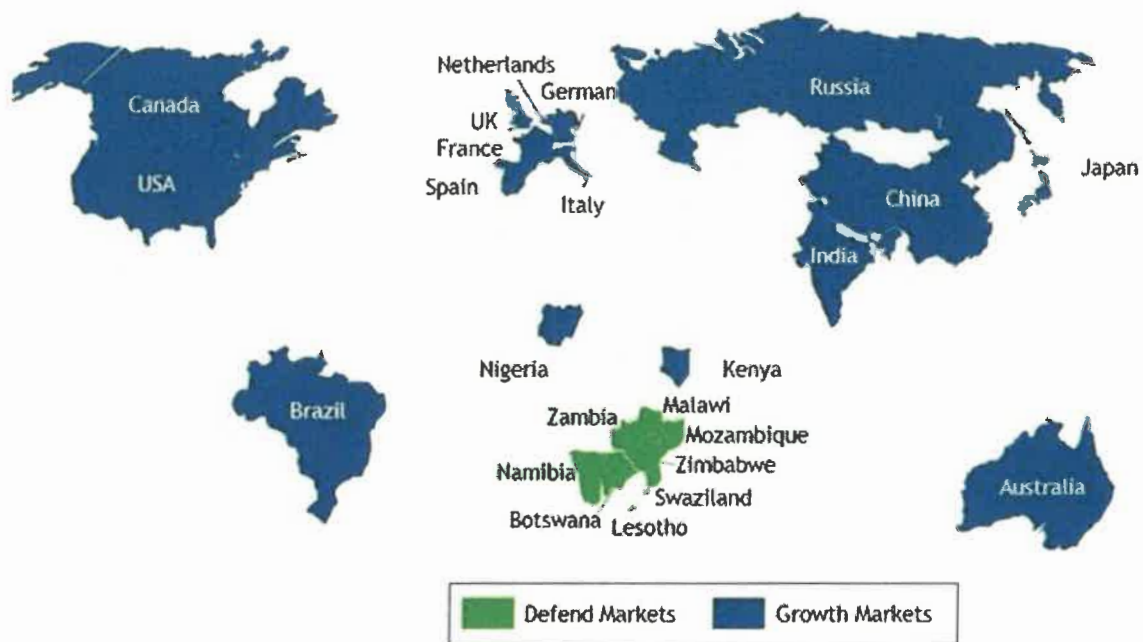 Netherlands
German
Russia
Canada
UK
France
Japan
USA
Spain
Italy
China
India
Nigeria
Kenya
Brazil
Malawi
Zambia
Mozambique
Zimbabwe
Namibia
Swaziland
Australia
Botswana
Lesotho
Defend Markets
Growth Markets